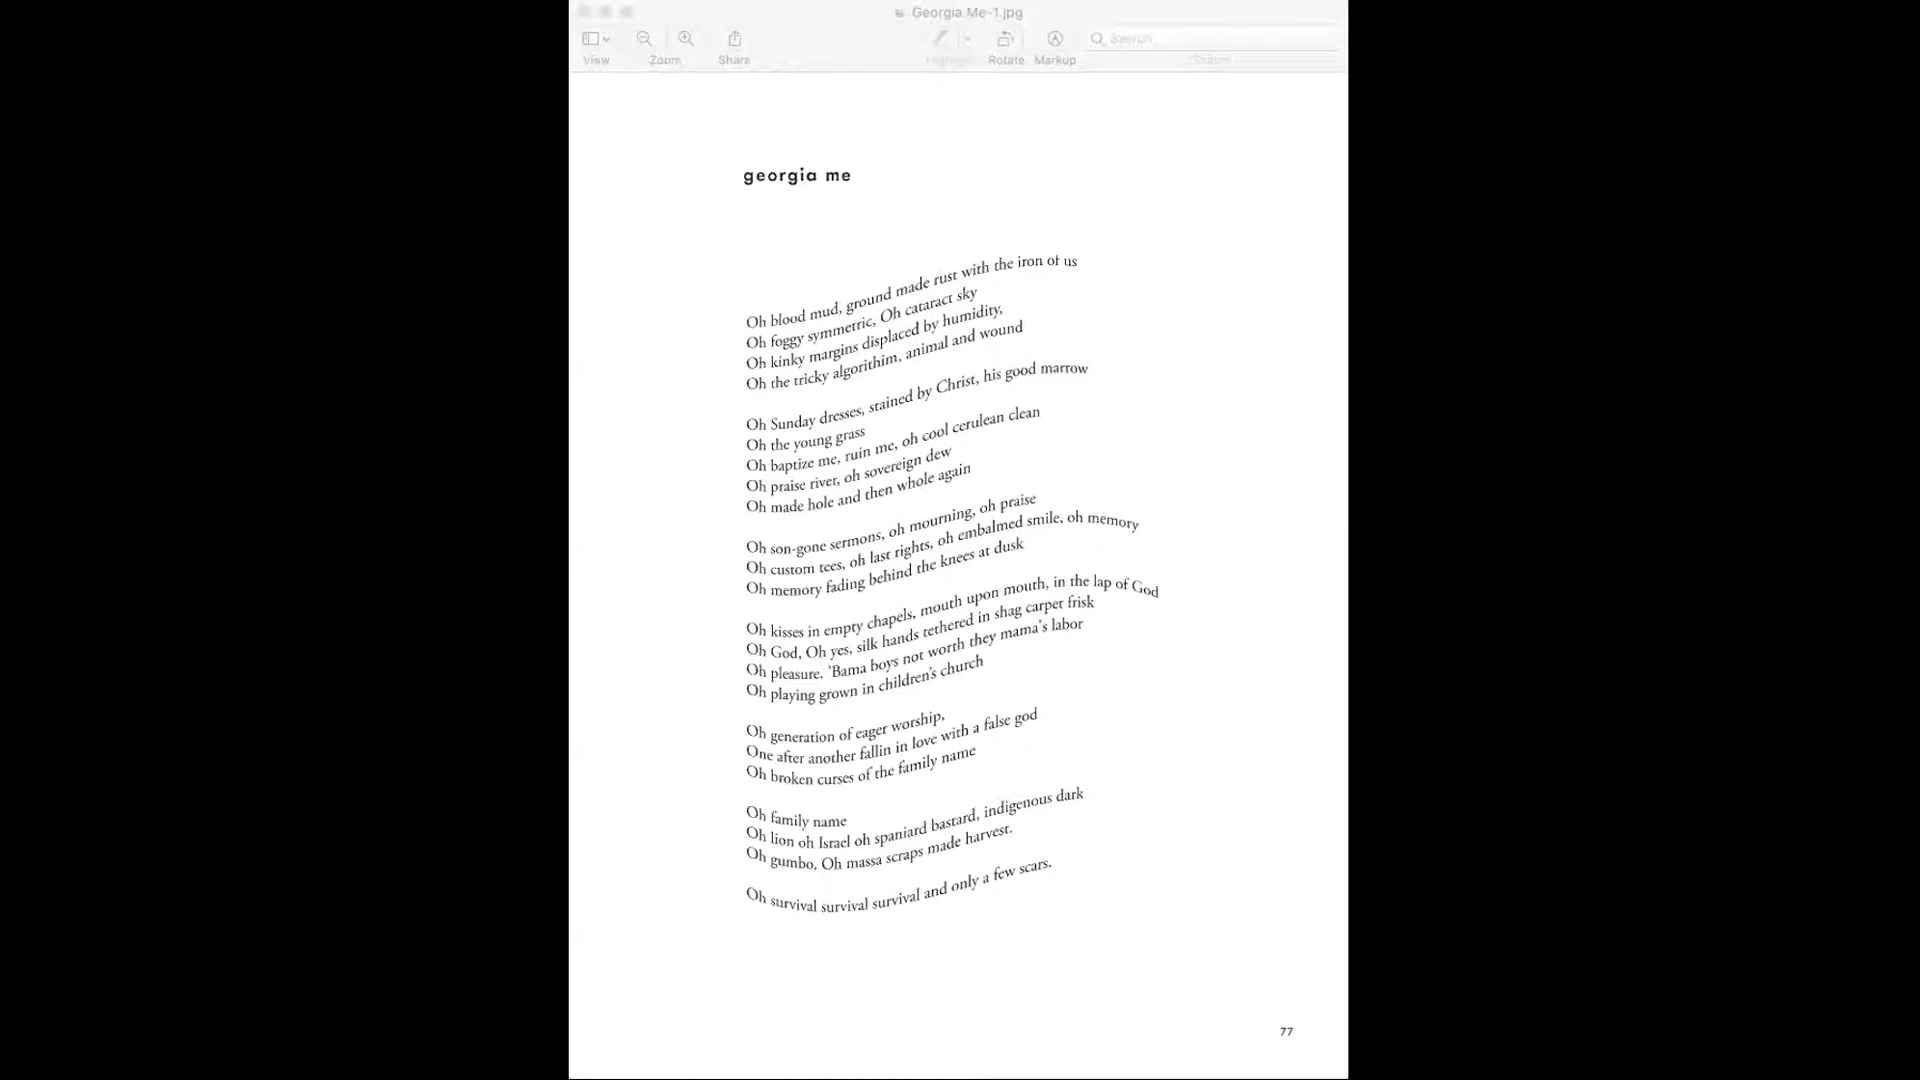 Georgia Me-1.jpg
View
Zoom
Share
Rotate
Markup
Search
georgia me
Oh blood mud, ground made rust with the iron of us
Oh foggy symmetric, Oh cataract sky
Oh kinky margins displaced by humidity,
Oh the tricky algorithim, animal and wound
Oh Sunday dresses, stained by Christ, his good marrow
Oh the young grass
Oh baptize me, ruin me, oh cool cerulean clean
Oh praise river, oh sovereign dew
Oh made hole and then whole again
Oh son-gone sermons, oh mourning, oh praise
Oh custom tees, oh last rights, oh embalmed smile, oh memory
Oh memory fading behind the knees at dusk
Oh kisses in empty chapels, mouth upon mouth, in the lap of God
Oh God, Oh yes, silk hands tethered in shag carpet frisk
Oh pleasure. 'Bama boys not worth they mama's labor
Oh playing grown in children's church
Oh generation of eager worship,
One after another fallin in love with a false god
Oh broken curses of the family name
Oh family name
Oh lion oh Israel oh spaniard bastard, indigenous dark
Oh gumbo. Oh massa scraps made harvest.
Oh survival survival survival and only a few scars.
77